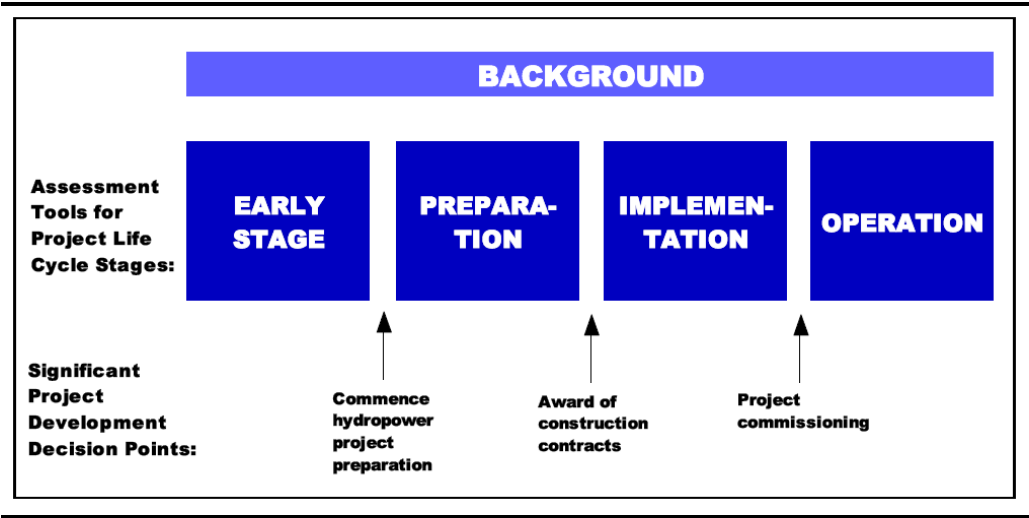 BACKGROUND
Assessment
Tools for
Project Life
Cycle Stages:
EARLY
STAGE
PREPARA-
TION
IMPLEMEN-
TATION
OPERATION
Significant
Project
Development
Decision Points:
Commence
hydropower
project
preparation
Award of
construction
contracts
Project
commissioning